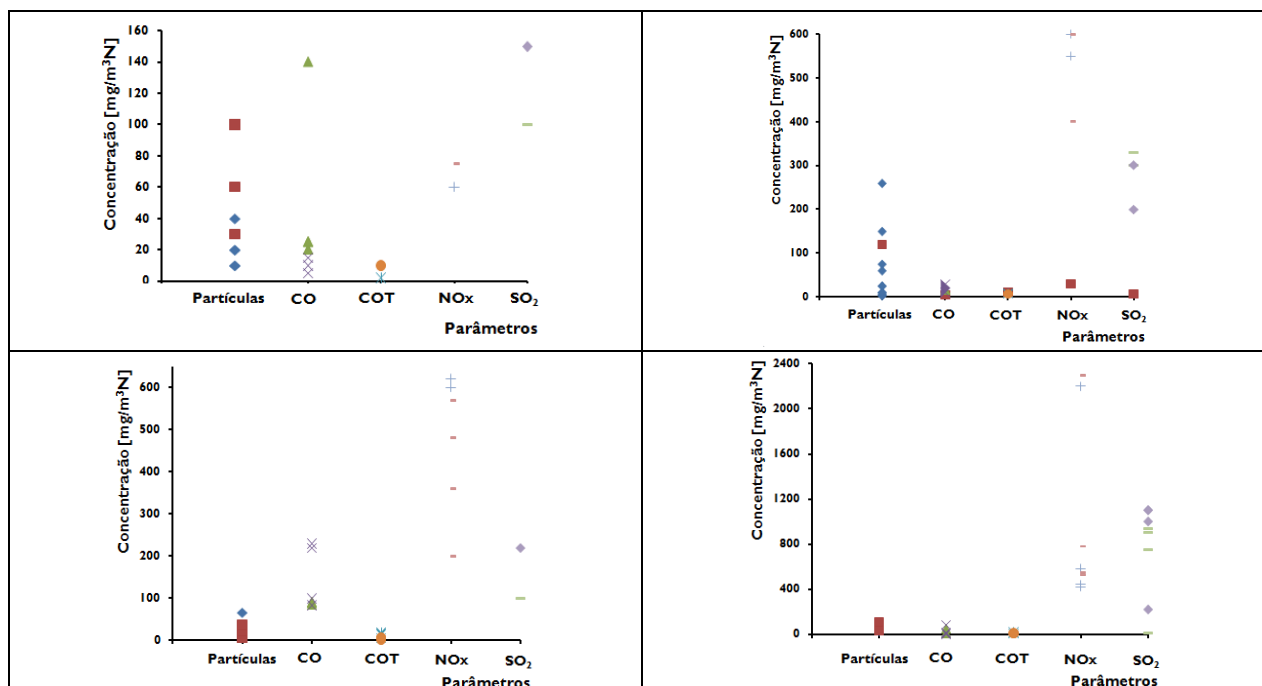 Concentração [mg/m³N]
160
140
120
100
80
60
40
20
0
Partículas CO COT NOx SO₂
Parâmetros
Concentração [mg/m³N]
600
500
400
300
200
100
0
Partículas CO COT NOx SO₂
Parâmetros
Concentração [mg/m³N]
600
500
400
300
200
100
0
Partículas CO COT NOx SO₂
Parâmetros
Concentração [mg/m³N]
2400
2000
1600
1200
800
400
0
Partículas CO COT NOx SO₂
Parâmetros